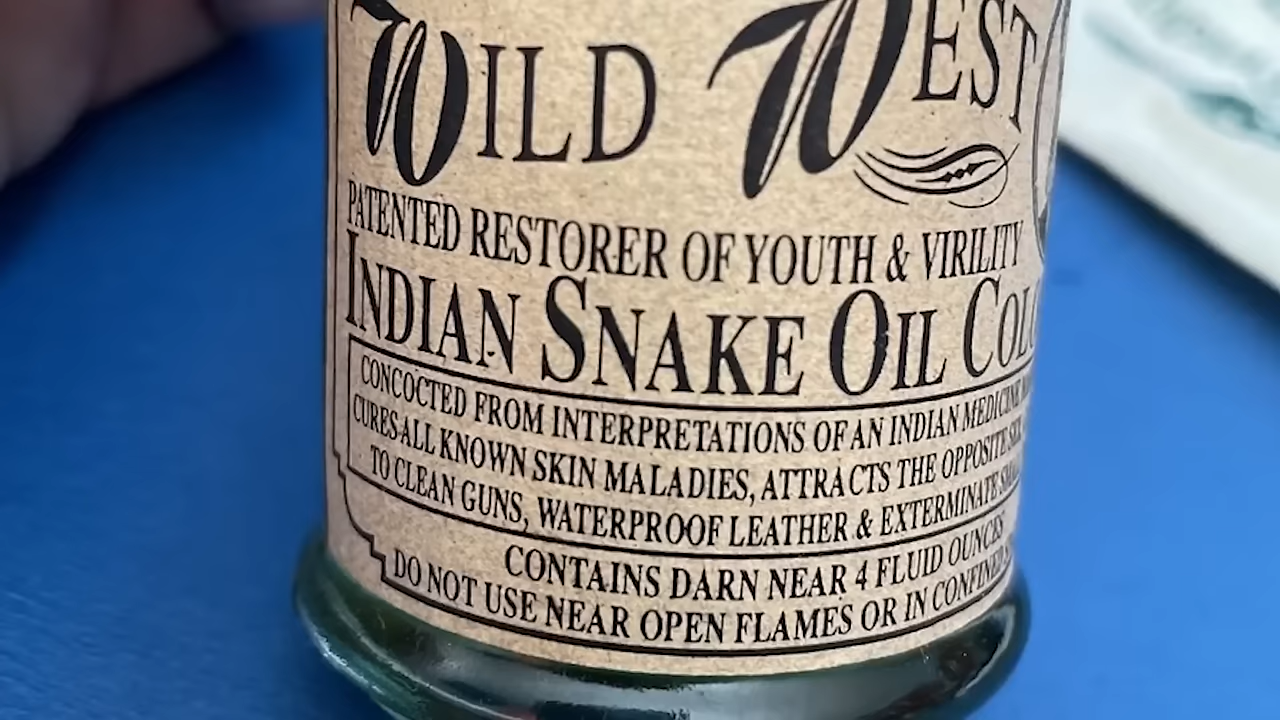 WILD WEST
PATENTED RESTORER OF YOUTH & VIRILITY
INDIAN SNAKE OIL
CONCOCTED FROM INTERPRETATIONS OF AN INDIAN MEDICINE
CURES ALL KNOWN SKIN MALADIES, ATTRACTS THE OPPOSITE
TO CLEAN GUNS, WATERPROOF LEATHER & EXTERMINATE
CONTAINS DARN NEAR 4 FLUID OUNCES
DO NOT USE NEAR OPEN FLAMES OR IN CONFINED